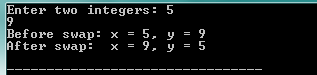 Enter two integers: 5
9
Before swap: x = 5, y = 9
After swap:  x = 9, y = 5
--------------------------------